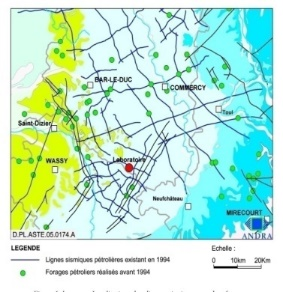 BAR-LE-DUC
COMMERCY
Toul
Saint-Dizier
WASSY
Laboratoire
Neufchâteau
MIRECOURT
ANDRA
D.PL.ASTE.05.0174.A
LEGENDE
Echelle :
Lignes sismiques pétrolières existant en 1994
0 10km 20Km
Forages pétroliers réalisés avant 1994